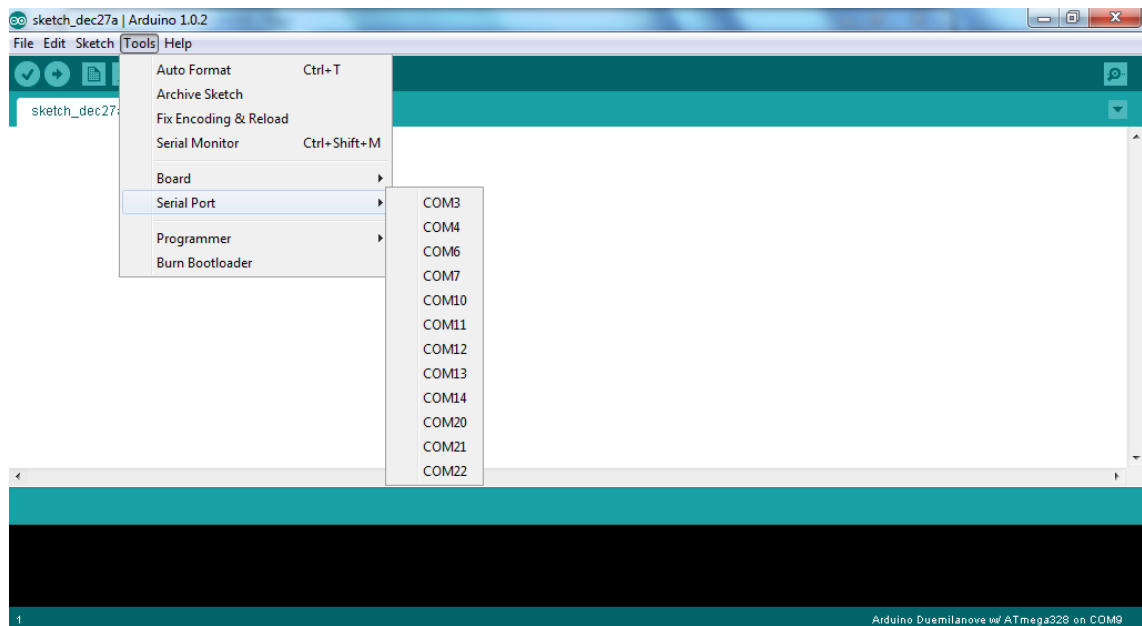 sketch_dec27a | Arduino 1.0.2
File Edit Sketch Tools Help
sketch_dec27a
Auto Format Ctrl+T
Archive Sketch
Fix Encoding & Reload
Serial Monitor Ctrl+Shift+M
Board
Serial Port
Programmer
Burn Bootloader
COM3
COM4
COM6
COM7
COM10
COM11
COM12
COM13
COM14
COM20
COM21
COM22
1 Arduino Duemilanove w/ ATmega328 on COM9